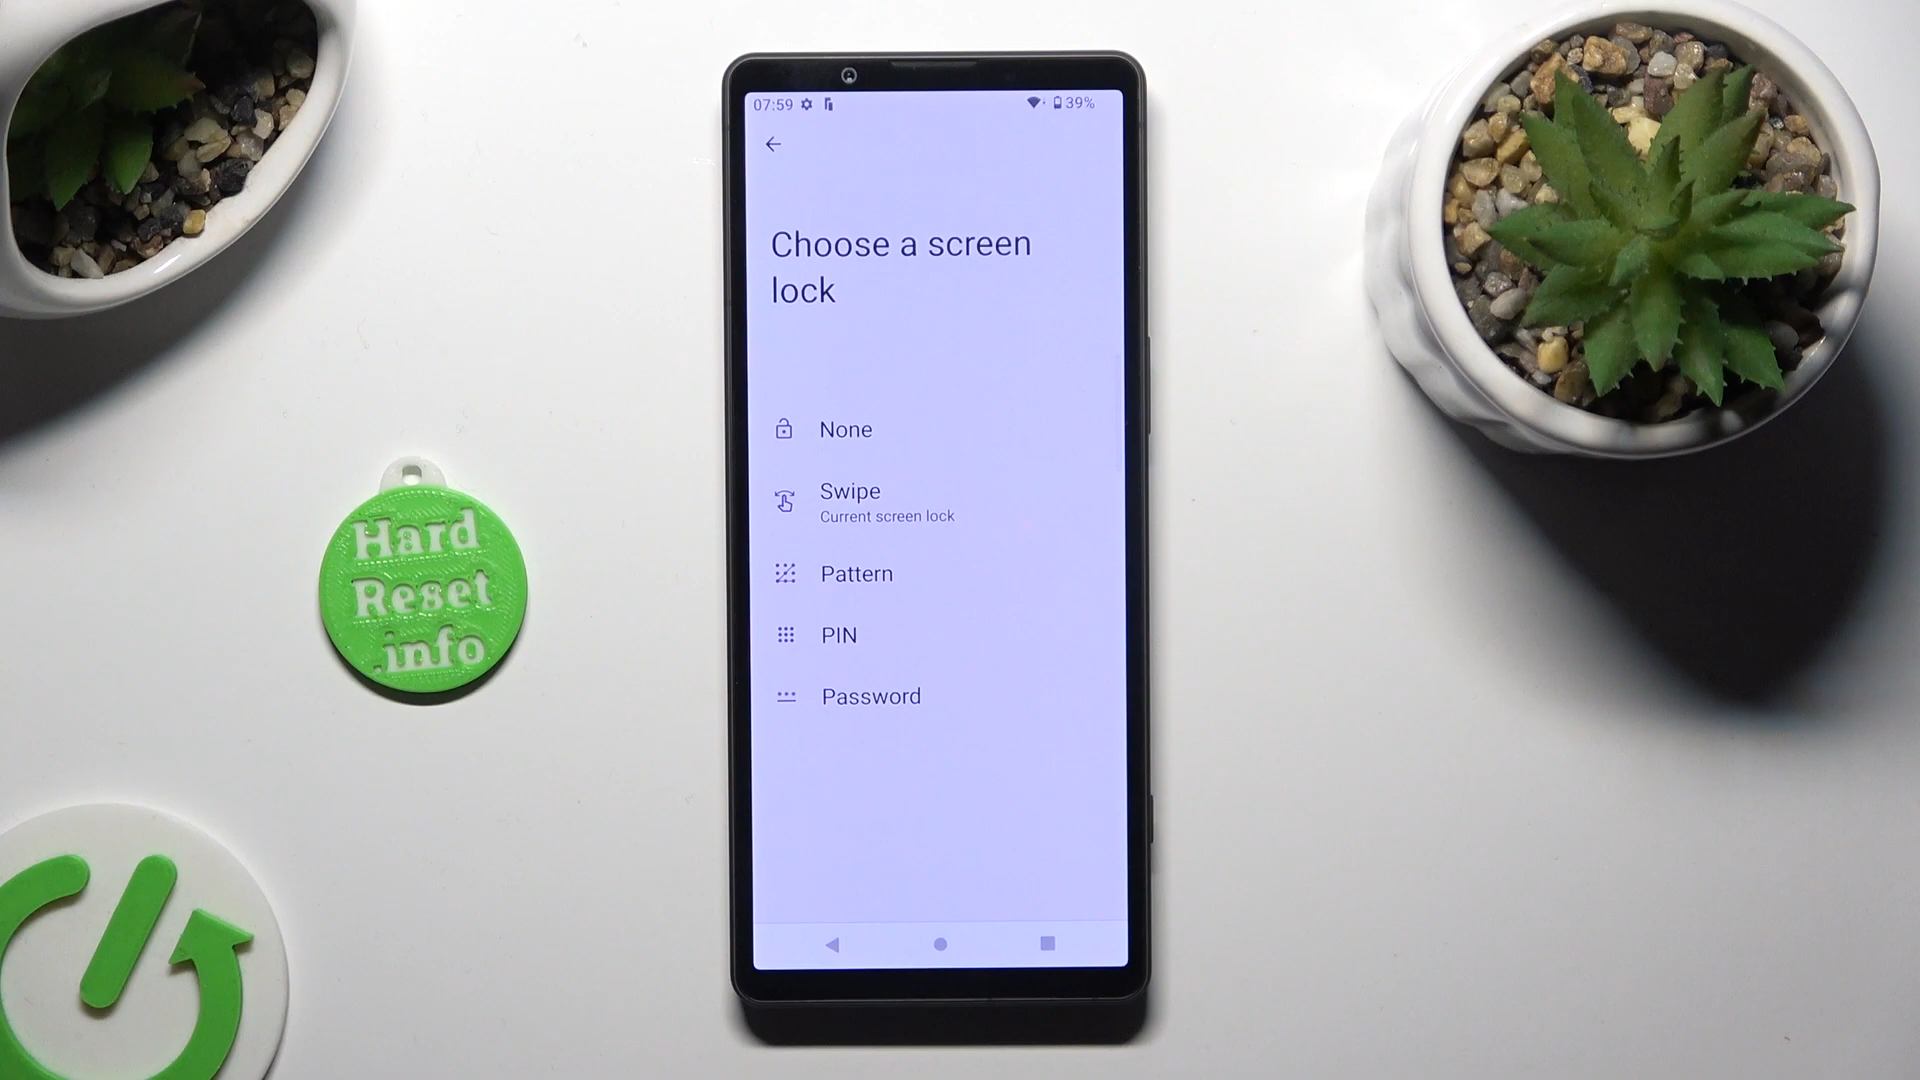 07:59
39%
Choose a screen
lock
None
Swipe
Current screen lock
Pattern
PIN
Password
Hard
Reset
.info